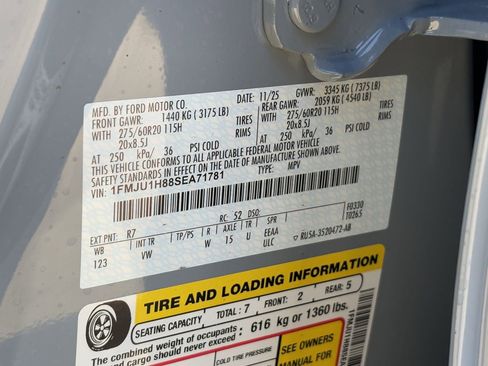 MFD. BY FORD MOTOR CO.
DATE: 11/25 GVWR: 3345 KG ( 7375 LB)
FRONT GAWR: 1440 KG ( 3175 LB) REAR GAWR: 2059 KG ( 4540 LB)
WITH 275/60R20 115H TIRES WITH 275/60R20 115H TIRES
20x8.5J RIMS 20x8.5J RIMS
AT 250 kPa/ 36 PSI COLD AT 250 kPa/ 36 PSI COLD
THIS VEHICLE CONFORMS TO ALL APPLICABLE FEDERAL MOTOR VEHICLE
SAFETY STANDARDS IN EFFECT ON THE DATE OF MANUFACTURE SHOWN ABOVE.
VIN: 1FMJU1H88SEA71781 TYPE: MPV
E0330
T0265
EXT PNT: R7 RC: 52 DSO:
WB INT TR TP/PS R AXLE TR SPR
123 VW W 15 U EEAA
ULC RU5A-3520472-AB
TIRE AND LOADING INFORMATION
SEATING CAPACITY TOTAL: 7 FRONT: 2 REAR: 5
The combined weight of occupants
and cargo should never exceed: 616 kg or 1360 lbs.
COLD TIRE PRESSURE
SEE OWNERS
MANUAL FOR